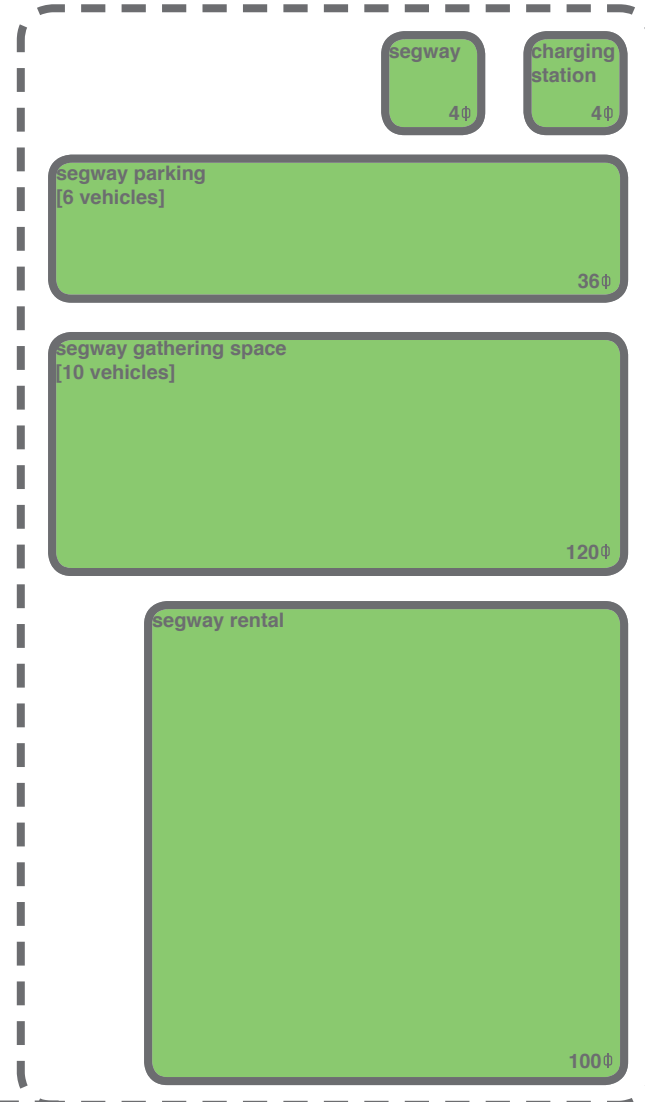 segway
4⌽
charging
station
4⌽
segway parking
[6 vehicles]
36⌽
segway gathering space
[10 vehicles]
120⌽
segway rental
100⌽